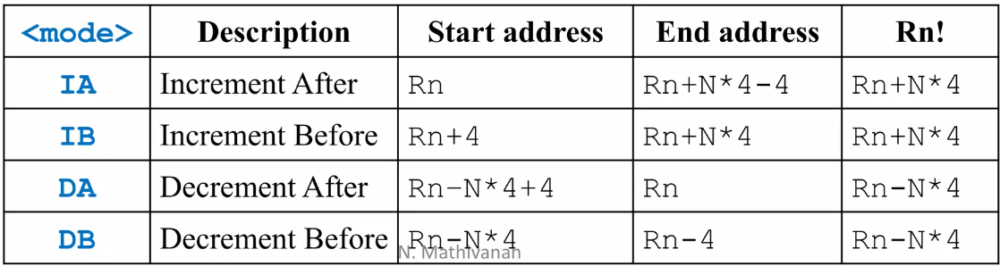 <mode> Description Start address End address Rn!
IA Increment After Rn Rn+N*4-4 Rn+N*4
IB Increment Before Rn+4 Rn+N*4 Rn+N*4
DA Decrement After Rn-N*4+4 Rn Rn-N*4
DB Decrement Before Rn-N*4 Rn-4 Rn-N*4
N. Mathivanan